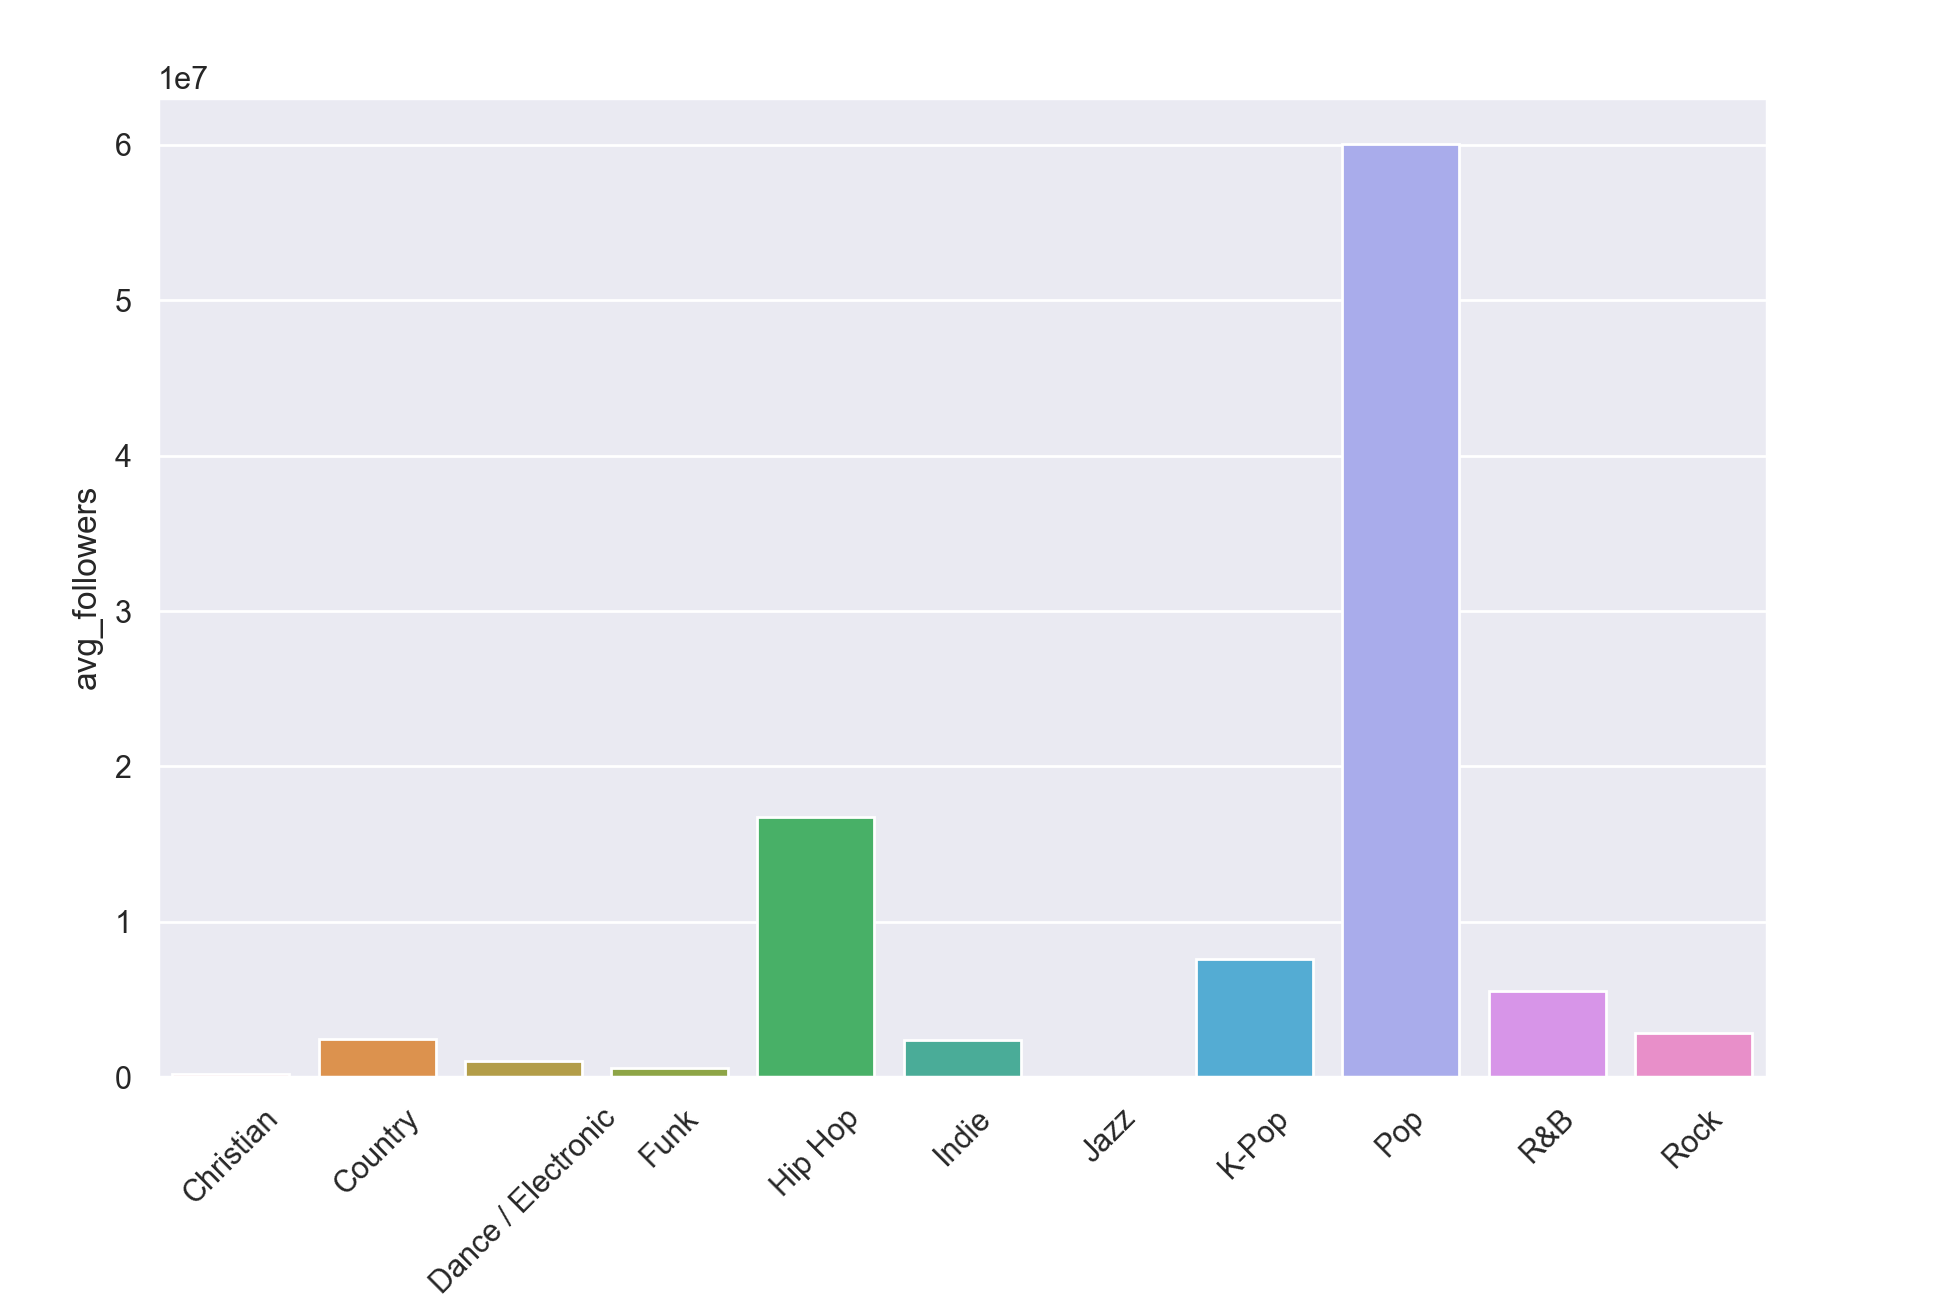 1e7
6
5
4
3
2
1
0
avg_followers
Christian
Country
Dance / Electronic
Funk
Hip Hop
Indie
Jazz
K-Pop
Pop
R&B
Rock